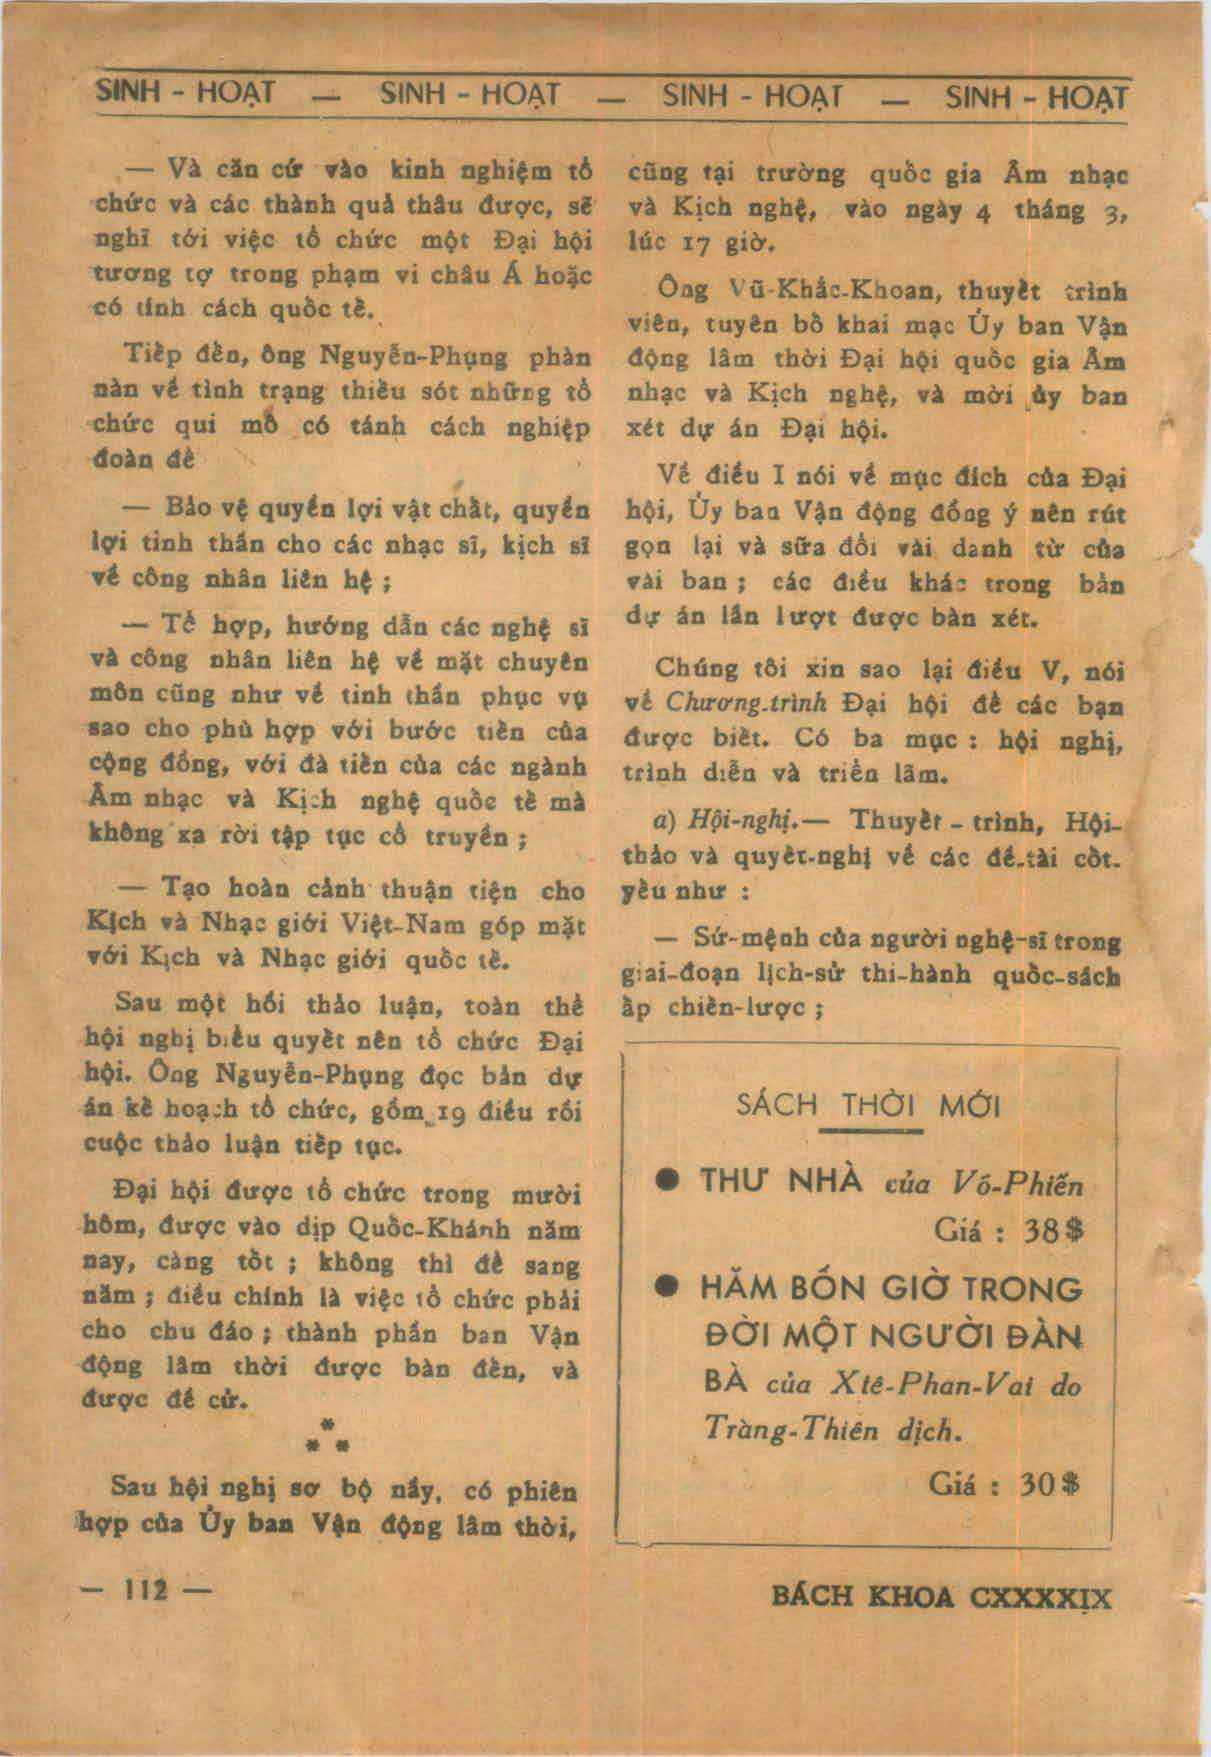 SINH - HOẠT — SINH - HOẠT — SINH - HOẠT — SINH - HOẠT
— Và căn cứ vào kinh nghiệm tổ
chức và các thành quả thâu được, sẽ
nghĩ tới việc tổ chức một Đại hội
tương tợ trong phạm vi châu Á hoặc
có tính cách quốc tế.
Tiếp đến, ông Nguyễn-Phụng phàn
nàn về tình trạng thiếu sót những tổ
chức qui mô có tánh cách nghiệp
đoàn để
— Bảo vệ quyền lợi vật chất, quyền
lợi tinh thần cho các nhạc sĩ, kịch sĩ
về công nhân liên hệ ;
— Tề hợp, hướng dẫn các nghệ sĩ
và công nhân liên hệ về mặt chuyên
môn cũng như về tinh thần phục vụ
sao cho phù hợp với bước tiến của
cộng đồng, với đà tiến của các ngành
Âm nhạc và Kịch nghệ quốc tế mà
không xa rời tập tục cổ truyền ;
— Tạo hoàn cảnh thuận tiện cho
Kịch và Nhạc giới Việt-Nam góp mặt
với Kịch và Nhạc giới quốc tế.
Sau một hồi thảo luận, toàn thể
hội nghị biểu quyết nên tổ chức Đại
hội. Ông Nguyễn-Phụng đọc bản dự
án kế hoạch tổ chức, gồm 19 điều rồi
cuộc thảo luận tiếp tục.
Đại hội được tổ chức trong mười
hôm, được vào dịp Quốc-Khánh năm
nay, càng tốt ; không thì để sang
năm ; điều chính là việc tổ chức phải
cho chu đáo ; thành phần ban Vận
động lâm thời được bàn đến, và
được đề cử.
*
* *
Sau hội nghị sơ bộ nầy, có phiên
họp của Ủy ban Vận động lâm thời,
cũng tại trường quốc gia Âm nhạc
và Kịch nghệ, vào ngày 4 tháng 3,
lúc 17 giờ.
Ông Vũ-Khắc-Khoan, thuyết trình
viên, tuyên bố khai mạc Ủy ban Vận
động lâm thời Đại hội quốc gia Âm
nhạc và Kịch nghệ, và mời ủy ban
xét dự án Đại hội.
Về điều I nói về mục đích của Đại
hội, Ủy ban Vận động đồng ý nên rút
gọn lại và sữa đổi vài danh từ của
vài ban ; các điều khác trong bản
dự án lần lượt được bàn xét.
Chúng tôi xin sao lại điều V, nói
về Chương-trình Đại hội để các bạn
được biết. Có ba mục : hội nghị,
trình diễn và triển lãm.
a) Hội-nghị.— Thuyết - trình, Hội-
thảo và quyết-nghị về các đề-tài cốt-
yếu như :
— Sứ-mệnh của người nghệ-sĩ trong
giai-đoạn lịch-sử thi-hành quốc-sách
ấp chiến-lược ;
SÁCH THỜI MỚI
● THƯ NHÀ của Võ-Phiến
Giá : 38$
● HĂM BỐN GIỜ TRONG
ĐỜI MỘT NGƯỜI ĐÀN
BÀ của Xtê-Phan-Vai do
Tràng-Thiên dịch.
Giá : 30$
— 112 —
BÁCH KHOA CXXXXIX